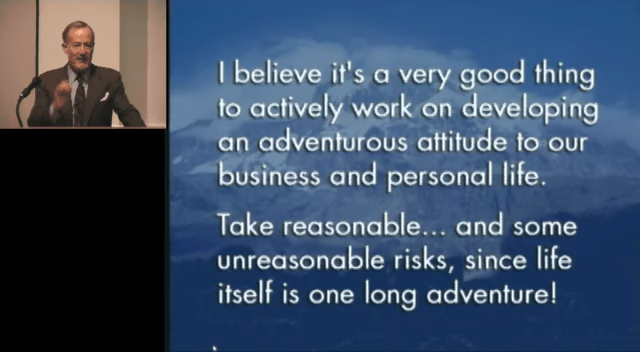 I believe it's a very good thing
to actively work on developing
an adventurous attitude to our
business and personal life.
Take reasonable... and some
unreasonable risks, since life
itself is one long adventure!